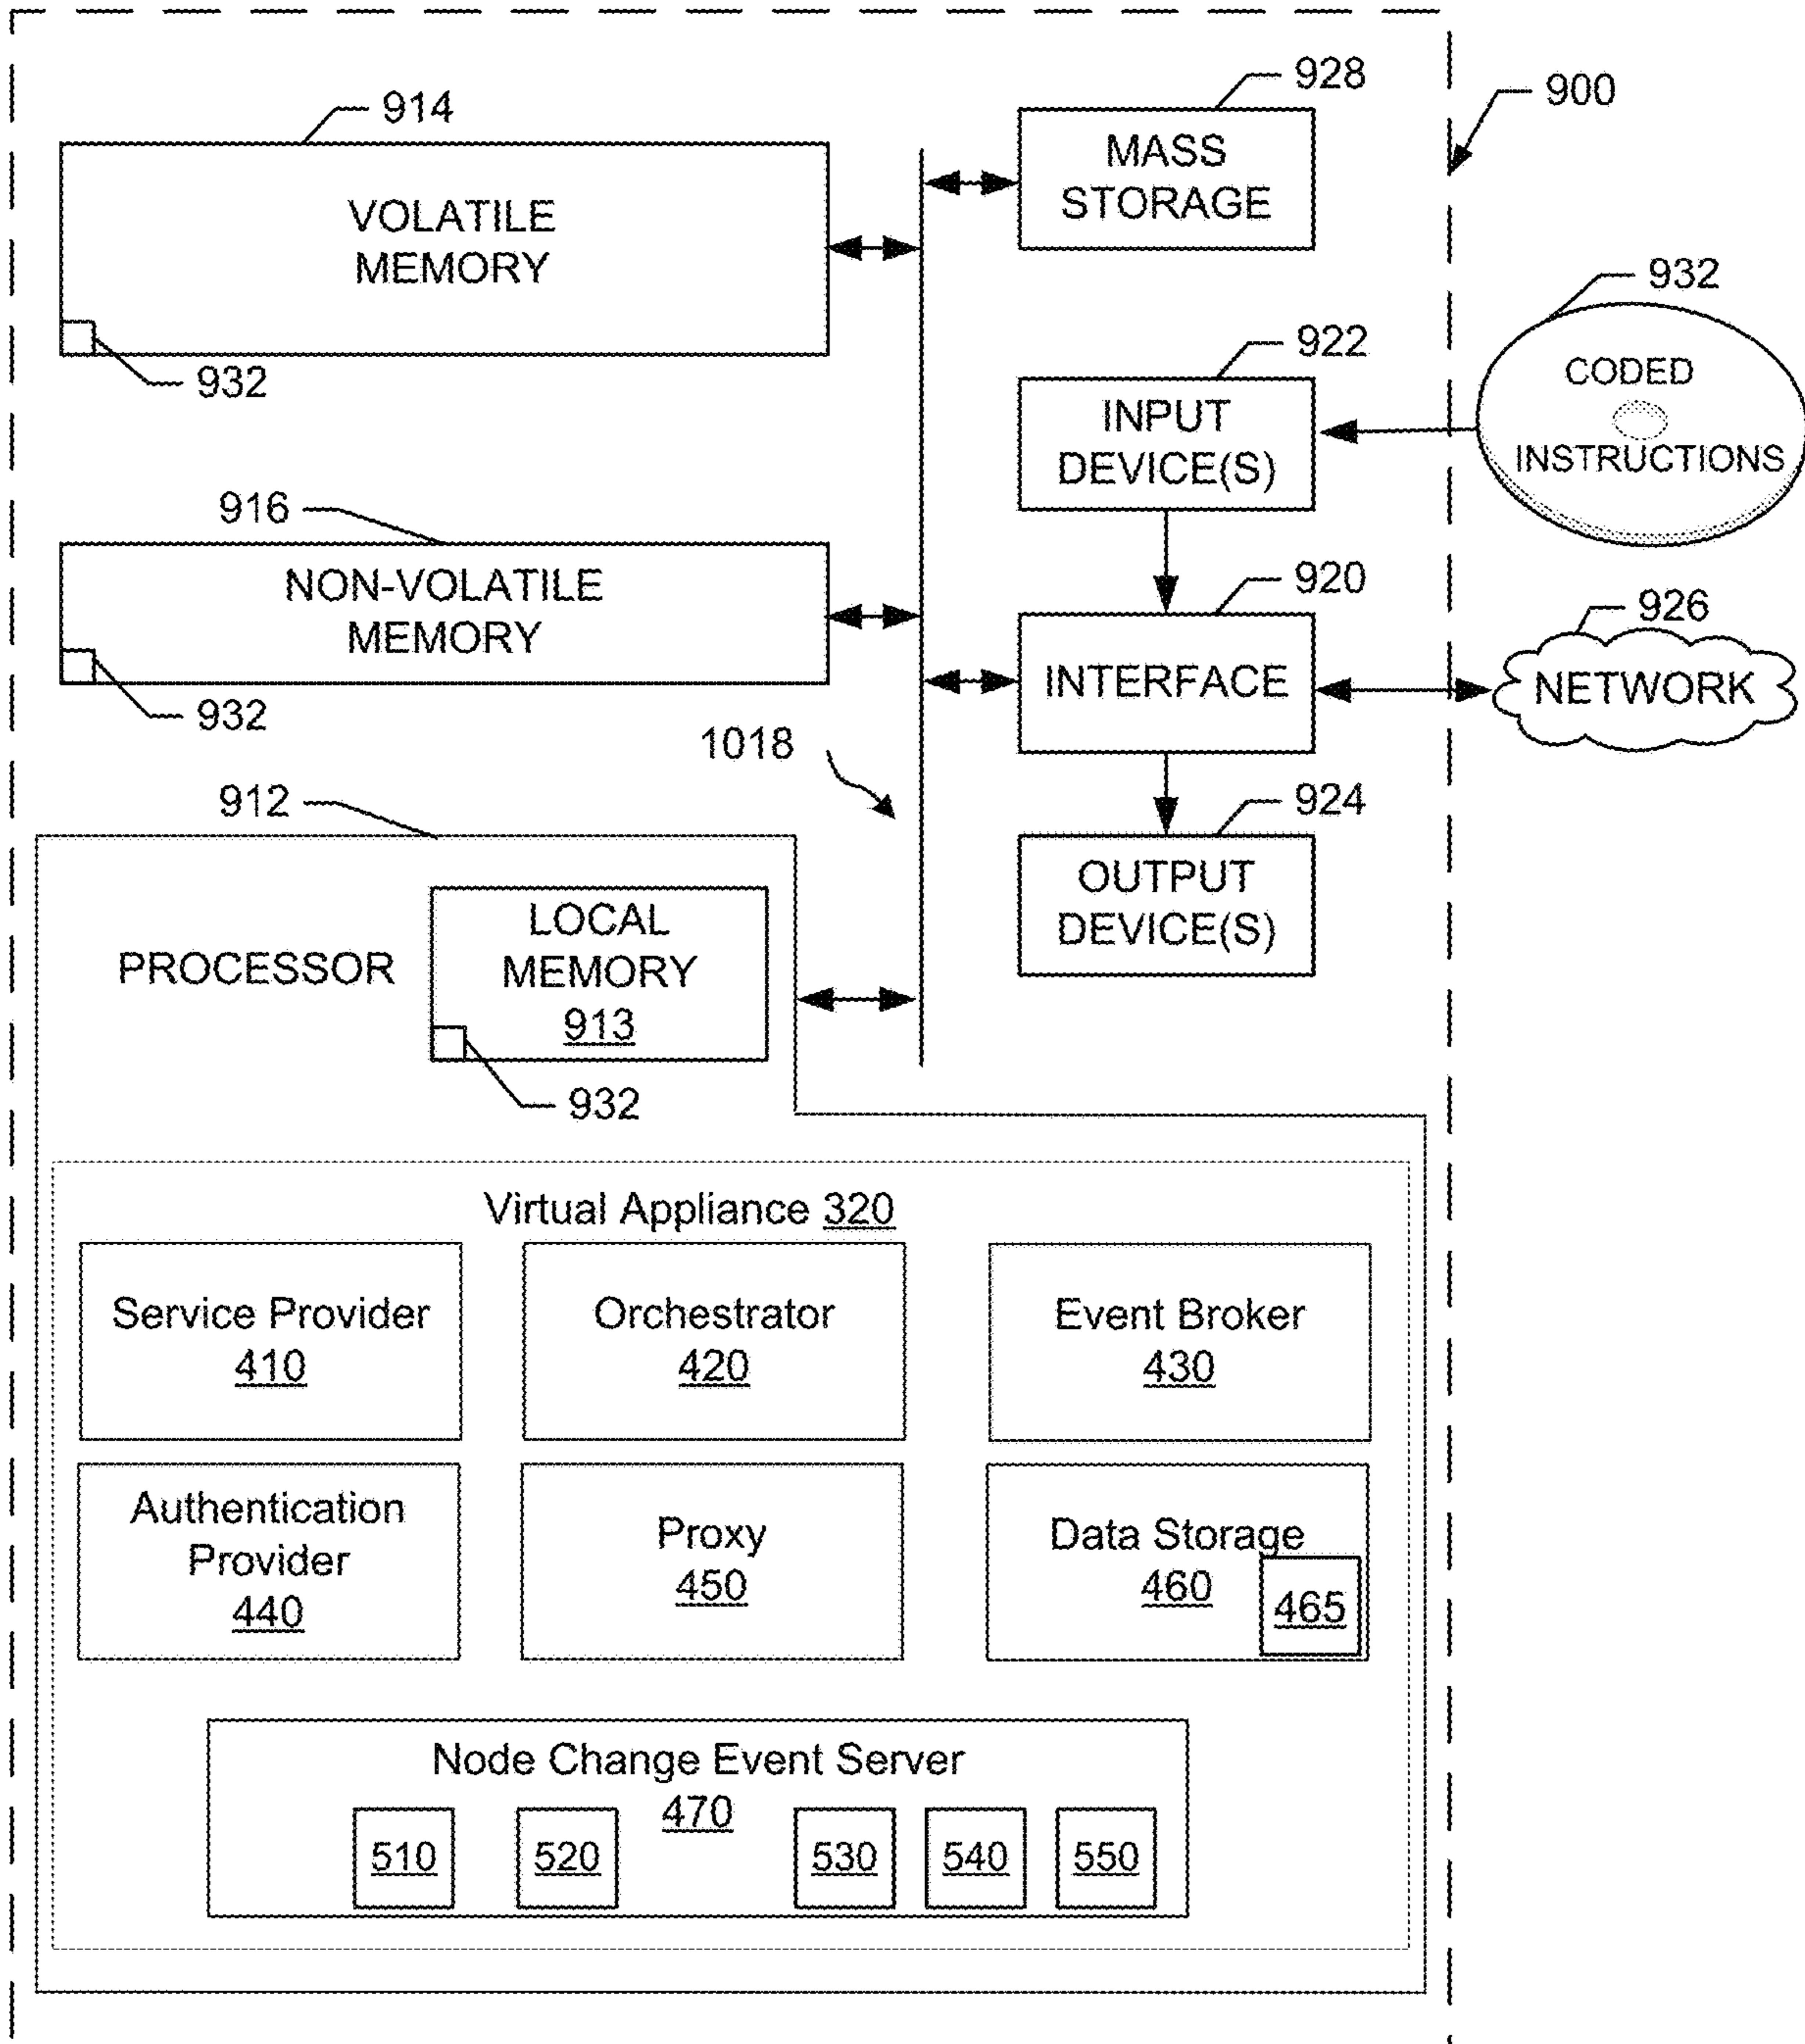 900
914
VOLATILE
MEMORY
932
916
NON-VOLATILE
MEMORY
932
928
MASS
STORAGE
922
INPUT
DEVICE(S)
932
CODED
INSTRUCTIONS
920
INTERFACE
926
NETWORK
1018
924
OUTPUT
DEVICE(S)
912
PROCESSOR
LOCAL
MEMORY
913
932
Virtual Appliance 320
Service Provider
410
Orchestrator
420
Event Broker
430
Authentication
Provider
440
Proxy
450
Data Storage
460
465
Node Change Event Server
470
510
520
530
540
550